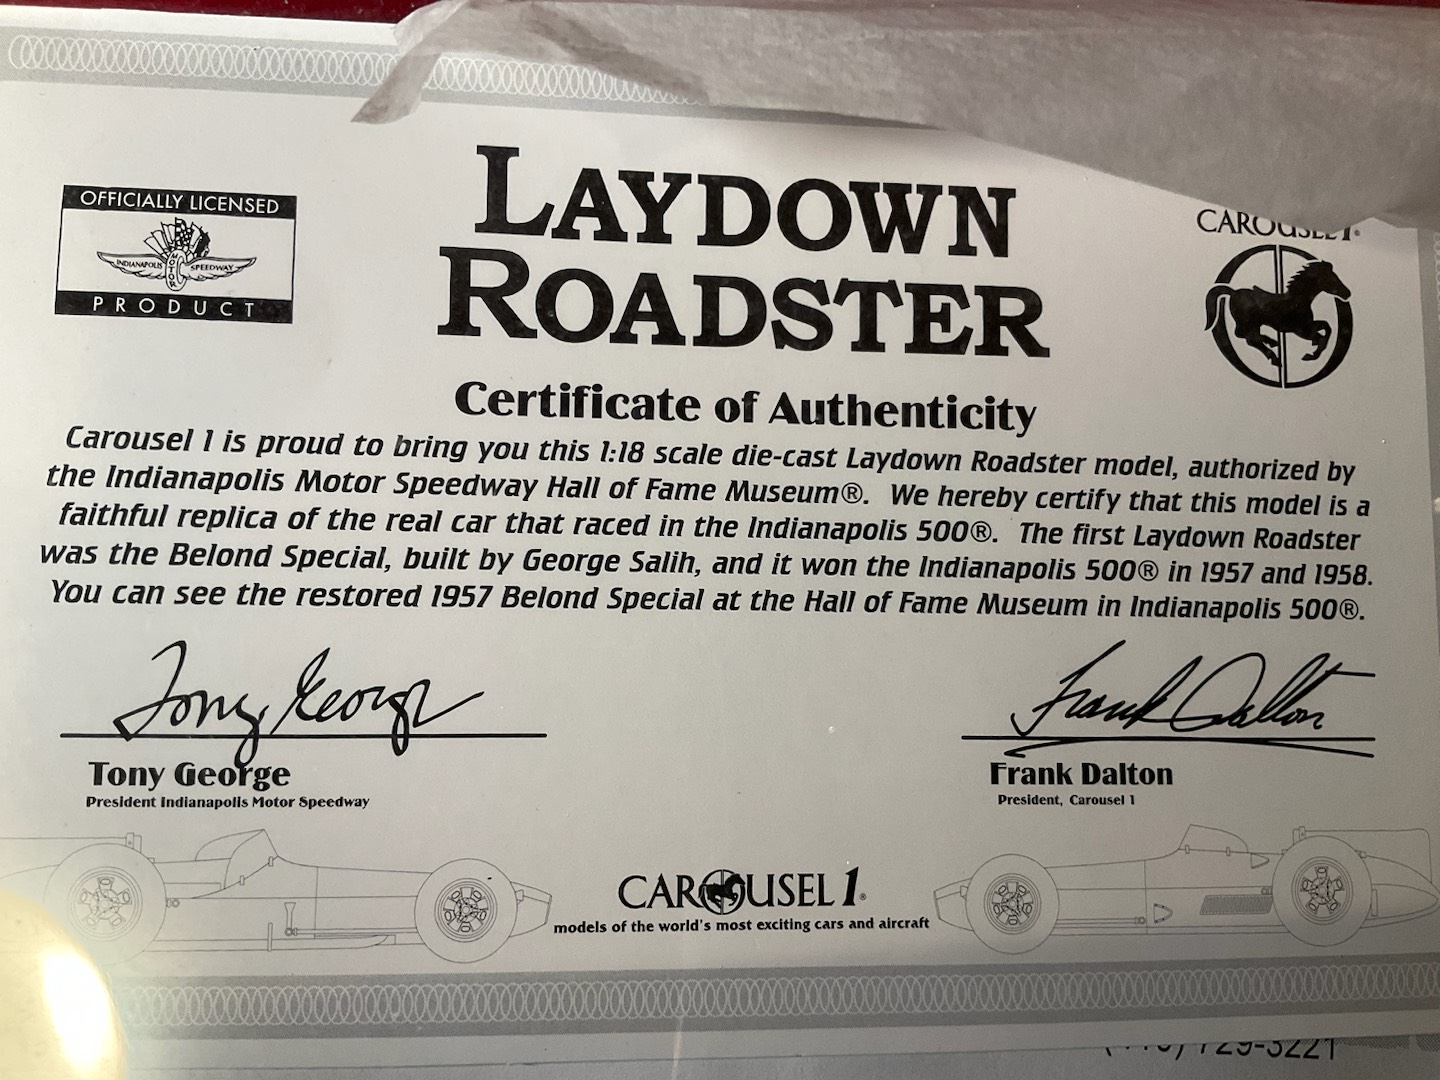 OFFICIALLY LICENSED
INDIANAPOLIS MOTOR SPEEDWAY
PRODUCT
LAYDOWN
ROADSTER
CAROUSEL 1®
Certificate of Authenticity
Carousel 1 is proud to bring you this 1:18 scale die-cast Laydown Roadster model, authorized by
the Indianapolis Motor Speedway Hall of Fame Museum®. We hereby certify that this model is a
faithful replica of the real car that raced in the Indianapolis 500®. The first Laydown Roadster
was the Belond Special, built by George Salih, and it won the Indianapolis 500® in 1957 and 1958.
You can see the restored 1957 Belond Special at the Hall of Fame Museum in Indianapolis 500®.
Tony George
Frank Dalton
Tony George
President Indianapolis Motor Speedway
Frank Dalton
President, Carousel 1
CAROUSEL 1®
models of the world's most exciting cars and aircraft
729-3221